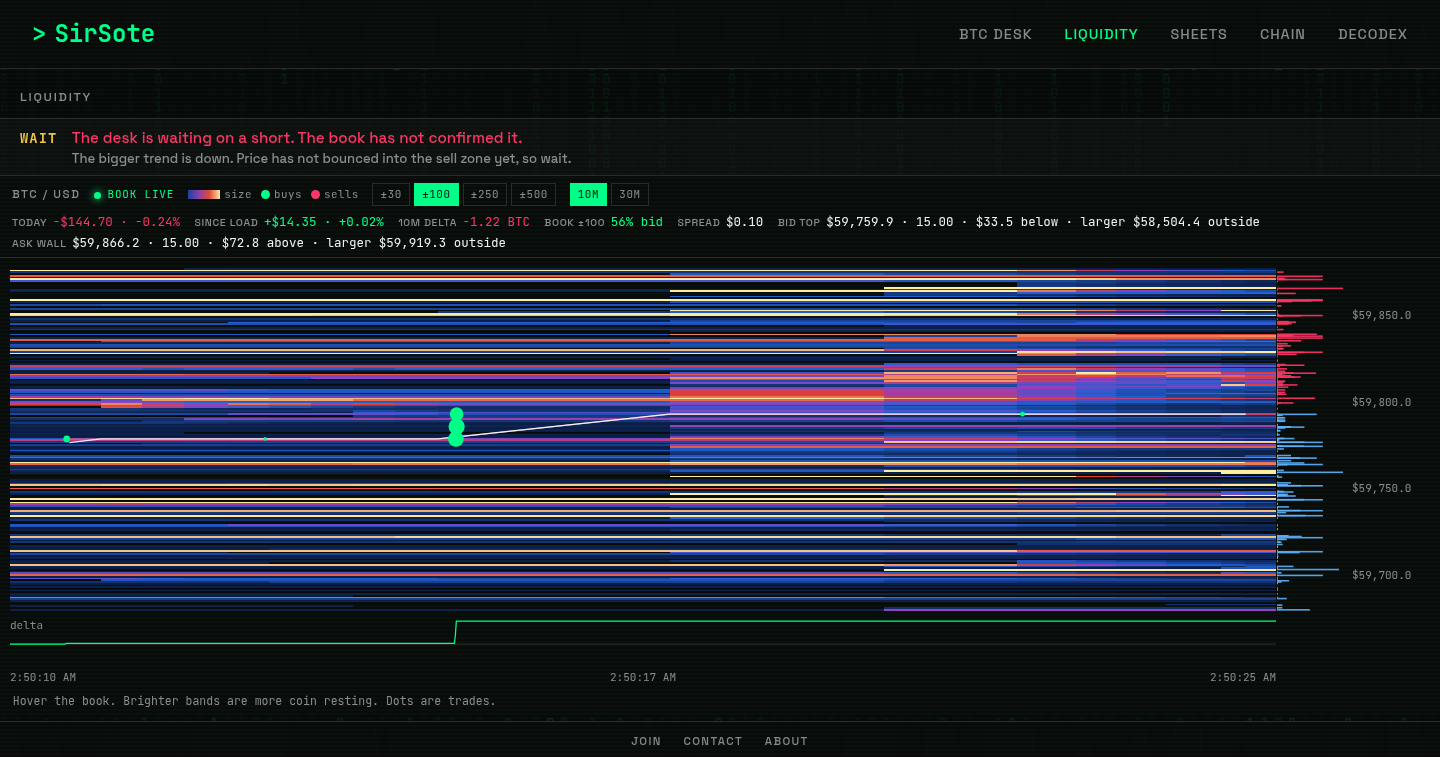 > SirSote
BTC DESK LIQUIDITY SHEETS CHAIN DECODEX
LIQUIDITY
WAIT The desk is waiting on a short. The book has not confirmed it.
The bigger trend is down. Price has not bounced into the sell zone yet, so wait.
BTC / USD BOOK LIVE size buys sells ±30 ±100 ±250 ±500 10M 30M
TODAY -$144.70 · -0.24% SINCE LOAD +$14.35 · +0.02% 10M DELTA -1.22 BTC BOOK ±100 56% bid SPREAD $0.10 BID TOP $59,759.9 · 15.00 · $33.5 below · larger $58,504.4 outside
ASK WALL $59,866.2 · 15.00 · $72.8 above · larger $59,919.3 outside
$59,850.0
$59,800.0
$59,750.0
$59,700.0
delta
2:50:10 AM 2:50:17 AM 2:50:25 AM
Hover the book. Brighter bands are more coin resting. Dots are trades.
JOIN CONTACT ABOUT